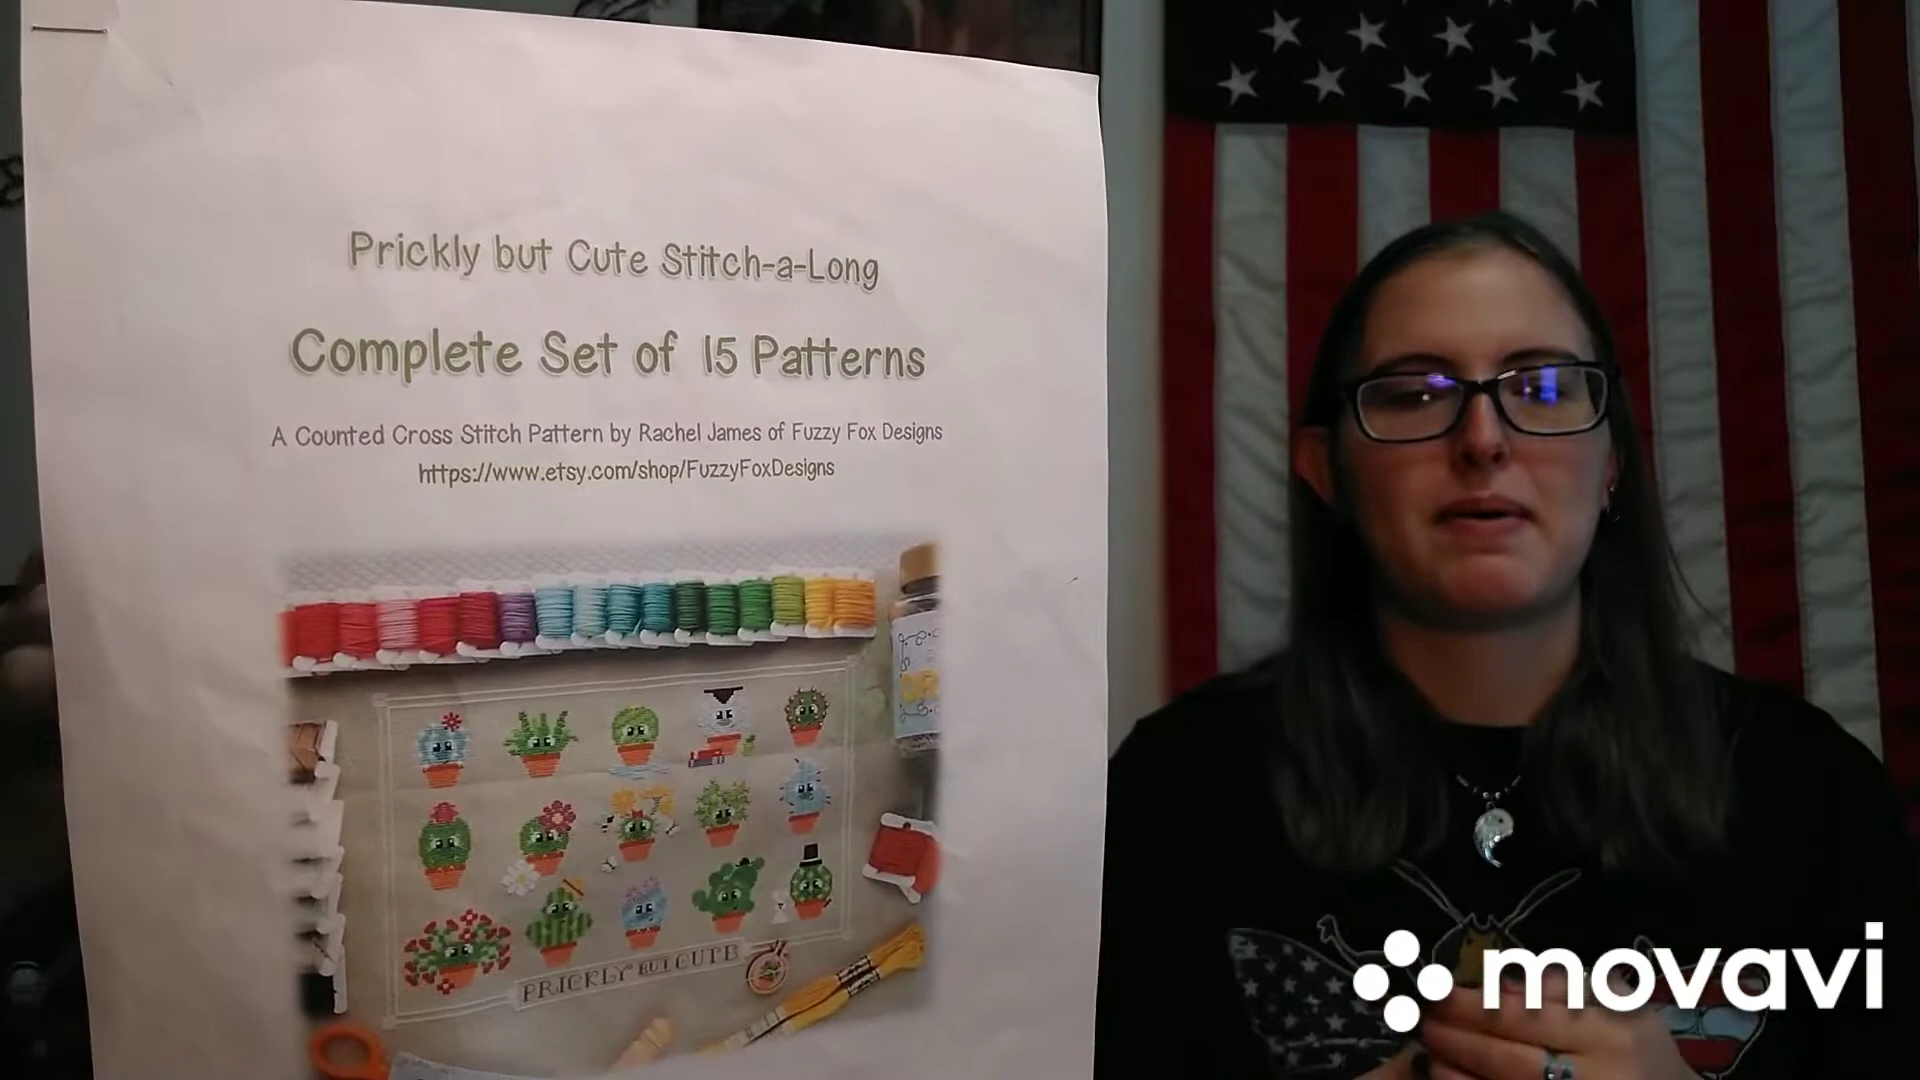 Prickly but Cute Stitch-a-Long
Complete Set of 15 Patterns
A Counted Cross Stitch Pattern by Rachel James of Fuzzy Fox Designs
https://www.etsy.com/shop/FuzzyFoxDesigns
PRICKLY BUT CUTE
movavi